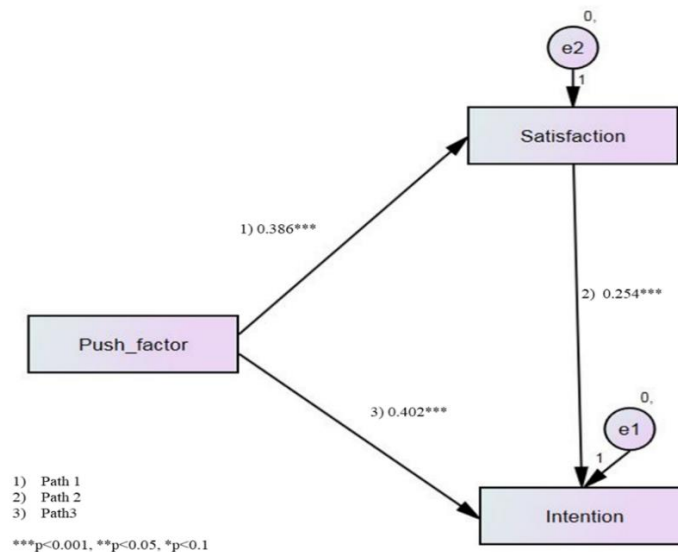 0,
e2
1
Satisfaction
1) 0.386***
2) 0.254***
Push_factor
3) 0.402***
0,
e1
1
Intention
1) Path 1
2) Path 2
3) Path3
***p<0.001, **p<0.05, *p<0.1